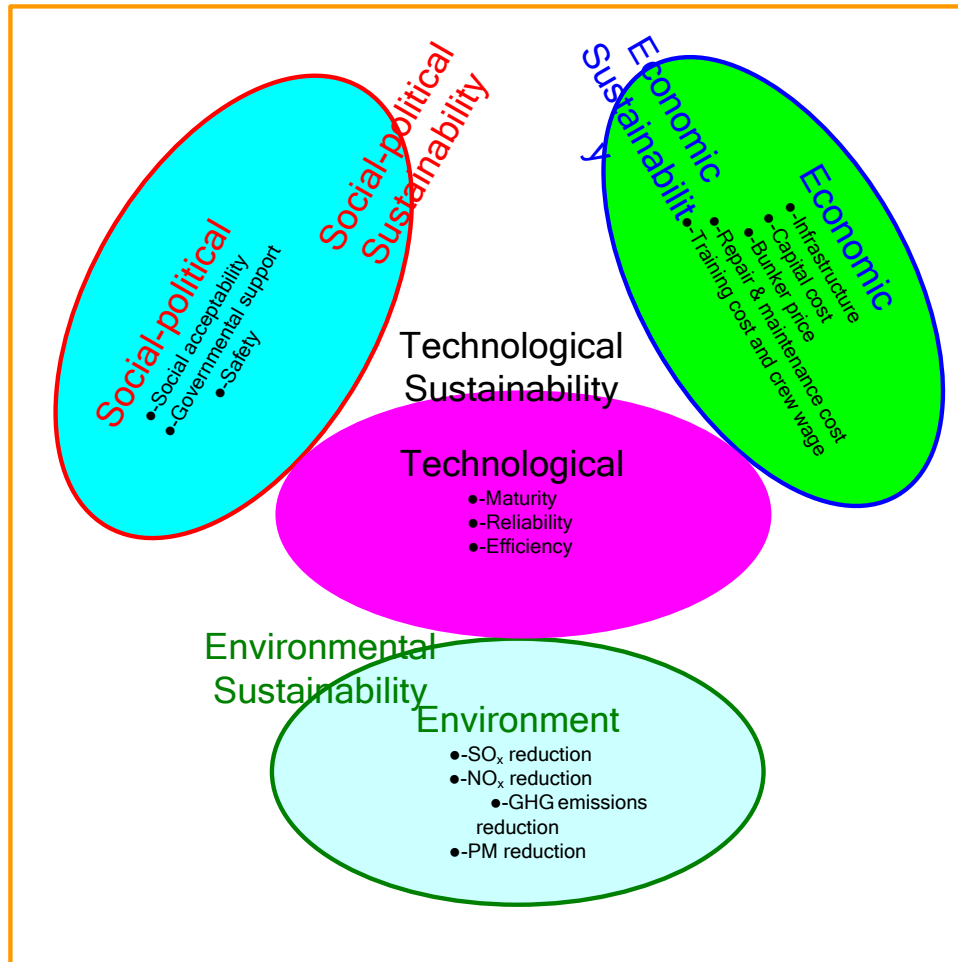 Social-political
Sustainability
Social-political
●-Social acceptability
●-Governmental support
●-Safety
Economic
Sustainabilit
y
Economic
●-Infrastructure
●-Capital cost
●-Bunker price
●-Repair & maintenance cost
●-Training cost and crew wage
Technological
Sustainability
Technological
●-Maturity
●-Reliability
●-Efficiency
Environmental
Sustainability
Environment
●-SOₓ reduction
●-NOₓ reduction
●-GHG emissions
reduction
●-PM reduction